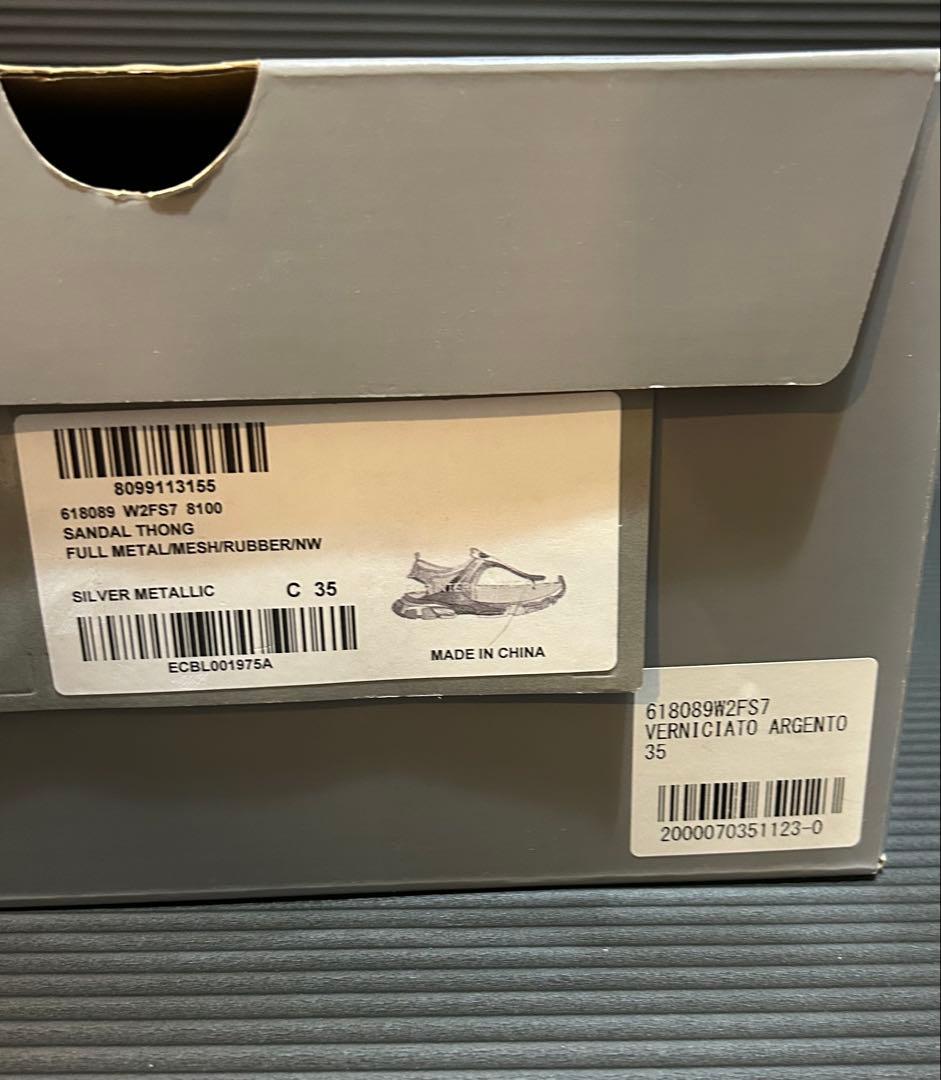 8099113155
618089 W2FS7 8100
SANDAL THONG
FULL METAL/MESH/RUBBER/NW
SILVER METALLIC C 35
ECBL001975A
MADE IN CHINA
618089W2FS7
VERNICIATO ARGENTO
35
2000070351123-0